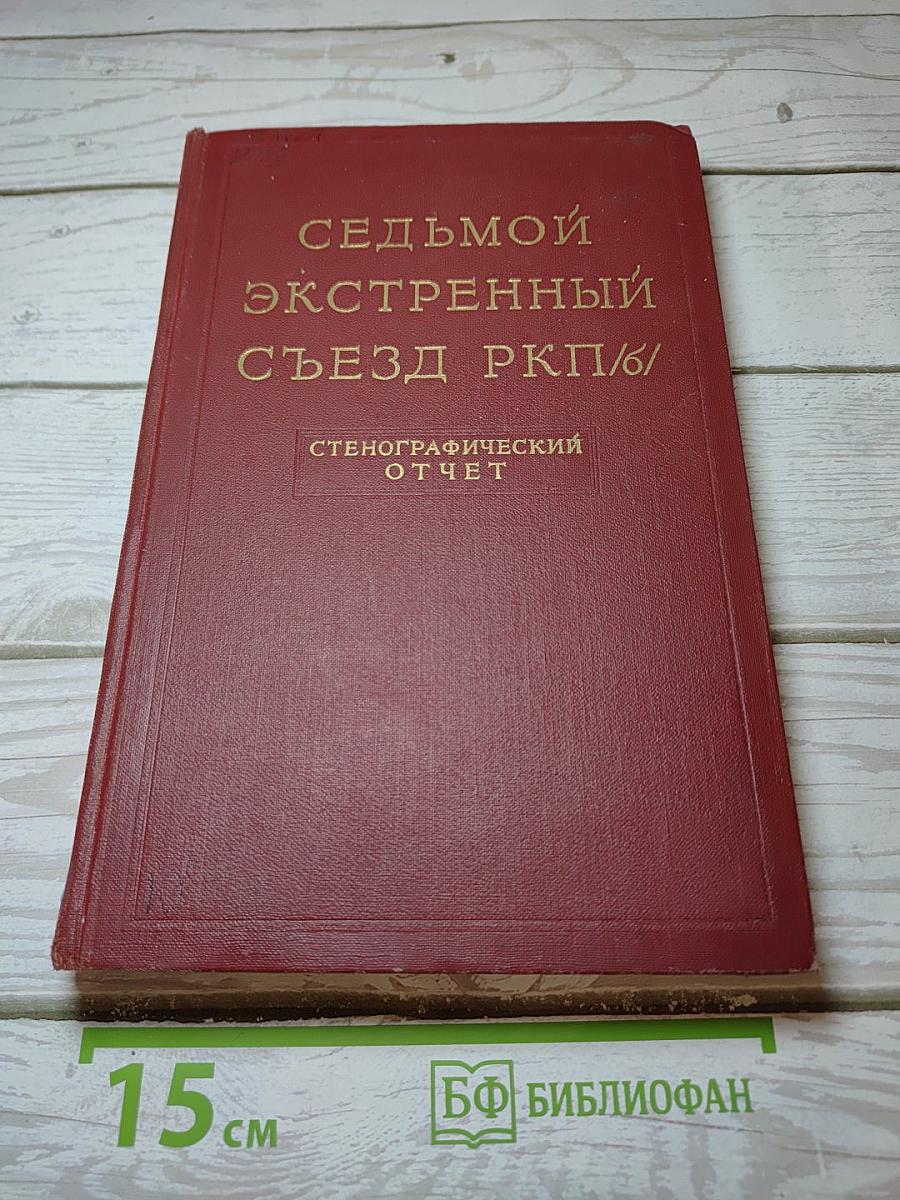 СЕДЬМОЙ
ЭКСТРЕННЫЙ
СЪЕЗД РКП/б/
СТЕНОГРАФИЧЕСКИЙ
ОТЧЕТ
15 см
БФ БИБЛИОФАН